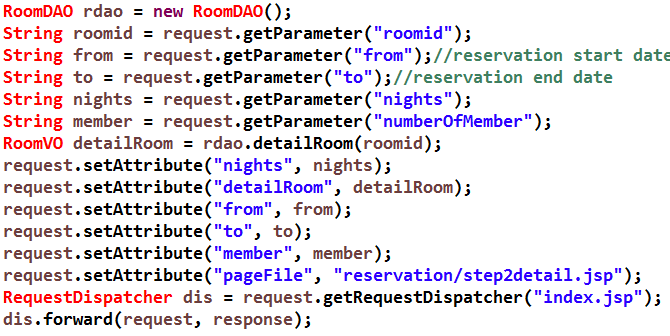 RoomDAO rdao = new RoomDAO();
String roomid = request.getParameter("roomid");
String from = request.getParameter("from");//reservation start date
String to = request.getParameter("to");//reservation end date
String nights = request.getParameter("nights");
String member = request.getParameter("numberOfMember");
RoomVO detailRoom = rdao.detailRoom(roomid);
request.setAttribute("nights", nights);
request.setAttribute("detailRoom", detailRoom);
request.setAttribute("from", from);
request.setAttribute("to", to);
request.setAttribute("member", member);
request.setAttribute("pageFile", "reservation/step2detail.jsp");
RequestDispatcher dis = request.getRequestDispatcher("index.jsp");
dis.forward(request, response);